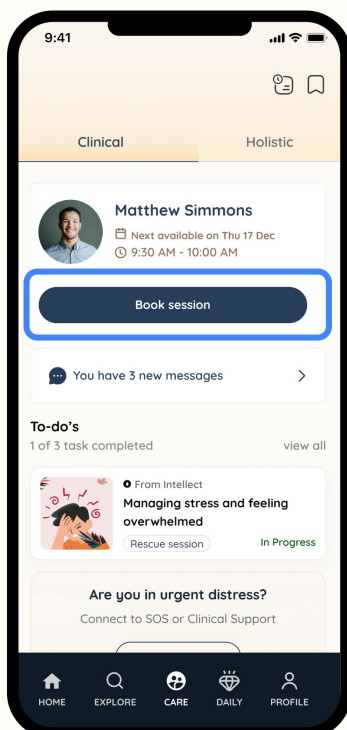 9:41
Clinical
Holistic
Matthew Simmons
Next available on Thu 17 Dec
9:30 AM - 10:00 AM
Book session
You have 3 new messages
To-do's
1 of 3 task completed
view all
From Intellect
Managing stress and feeling
overwhelmed
Rescue session
In Progress
Are you in urgent distress?
Connect to SOS or Clinical Support
HOME
EXPLORE
CARE
DAILY
PROFILE